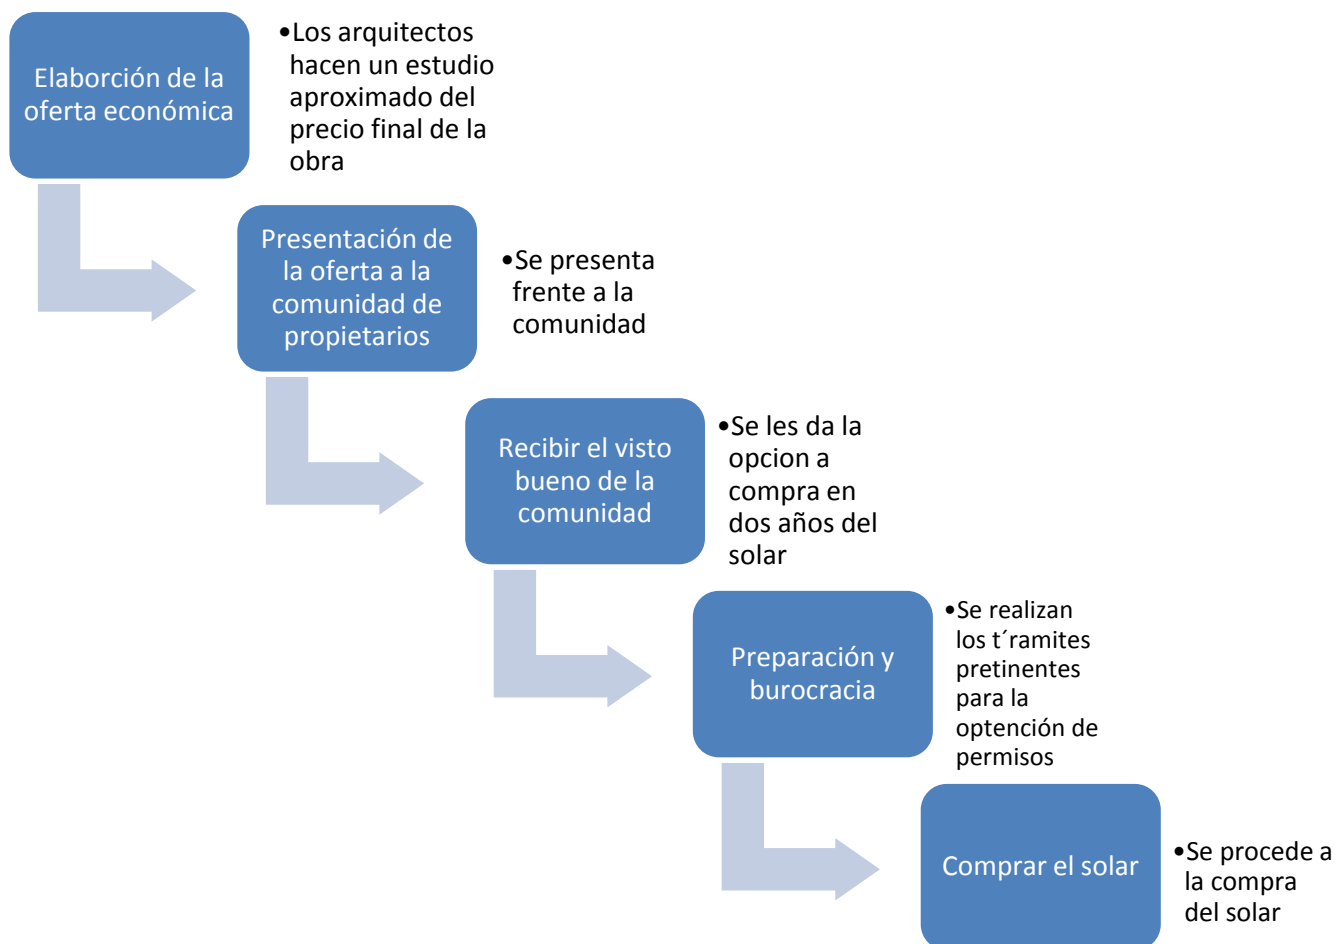 Elaborción de la
oferta económica
•Los arquitectos
hacen un estudio
aproximado del
precio final de la
obra
Presentación de
la oferta a la
comunidad de
propietarios
•Se presenta
frente a la
comunidad
Recibir el visto
bueno de la
comunidad
•Se les da la
opcion a
compra en
dos años del
solar
Preparación y
burocracia
•Se realizan
los t´ramites
pretinentes
para la
optención de
permisos
Comprar el solar
•Se procede a
la compra
del solar